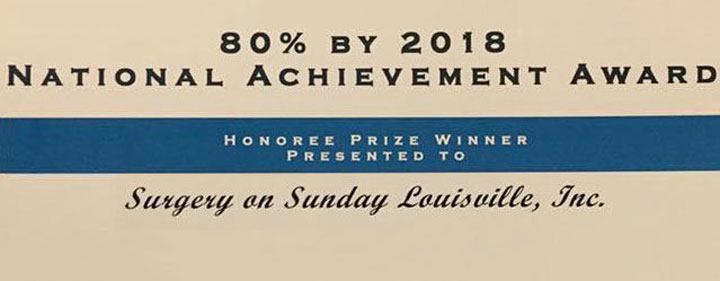 80% BY 2018
NATIONAL ACHIEVEMENT AWARD
HONOREE PRIZE WINNER
PRESENTED TO
Surgery on Sunday Louisville, Inc.